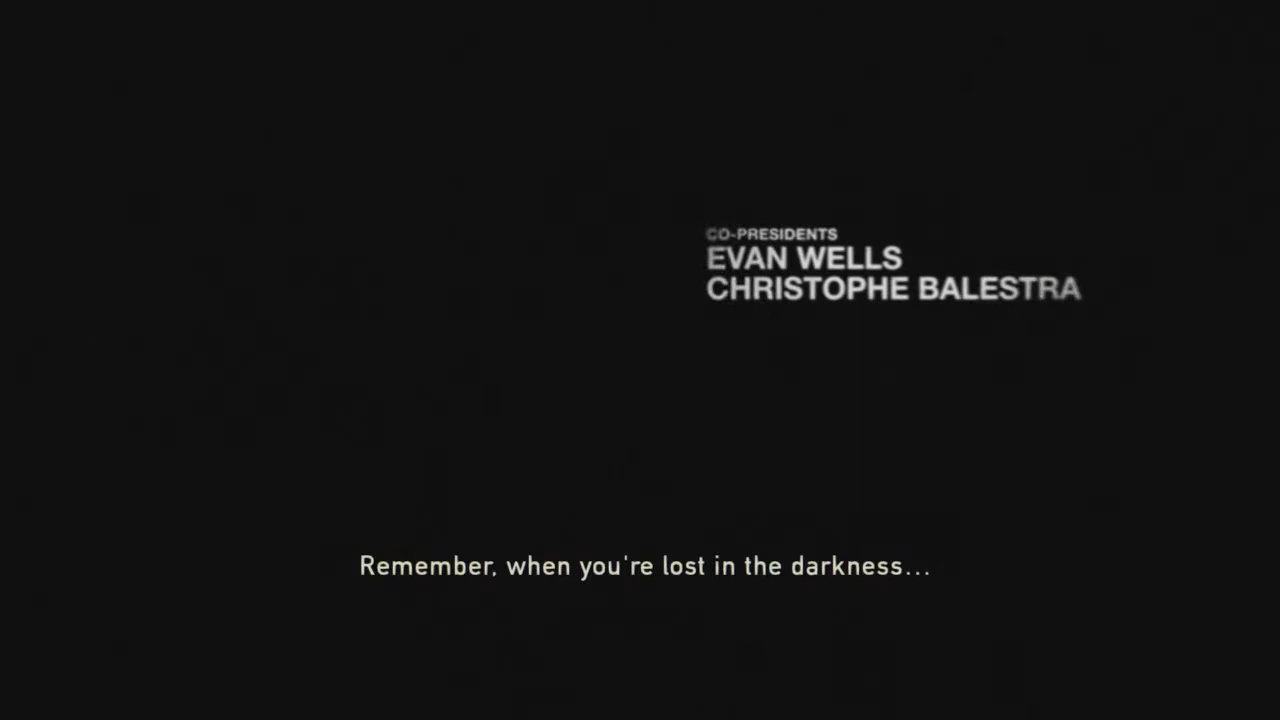 CO-PRESIDENTS
EVAN WELLS
CHRISTOPHE BALESTRA
Remember, when you're lost in the darkness...